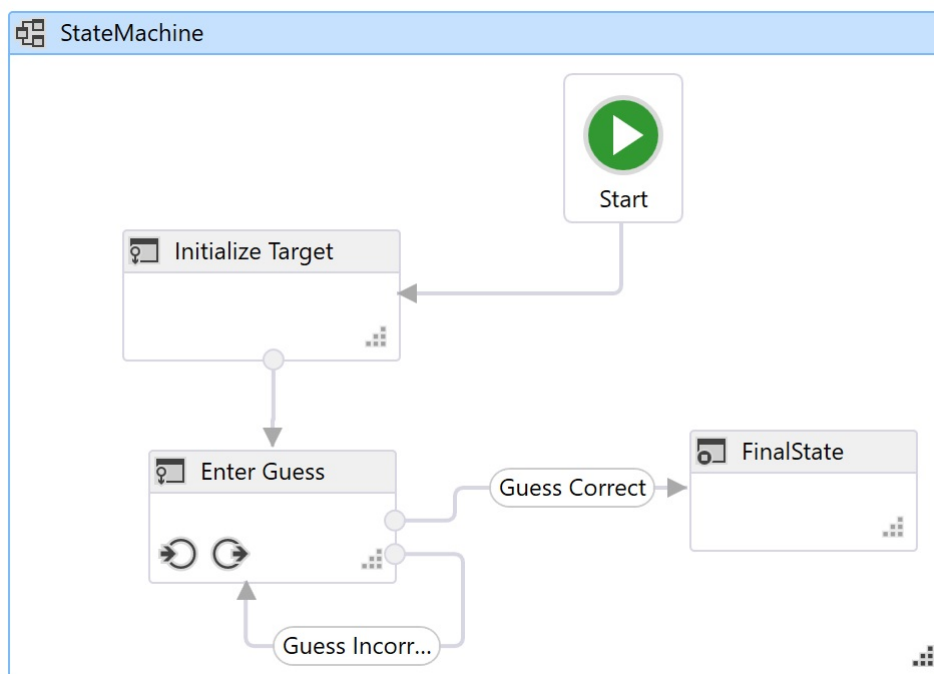 StateMachine
Start
Initialize Target
Enter Guess
Guess Correct
FinalState
Guess Incorr...